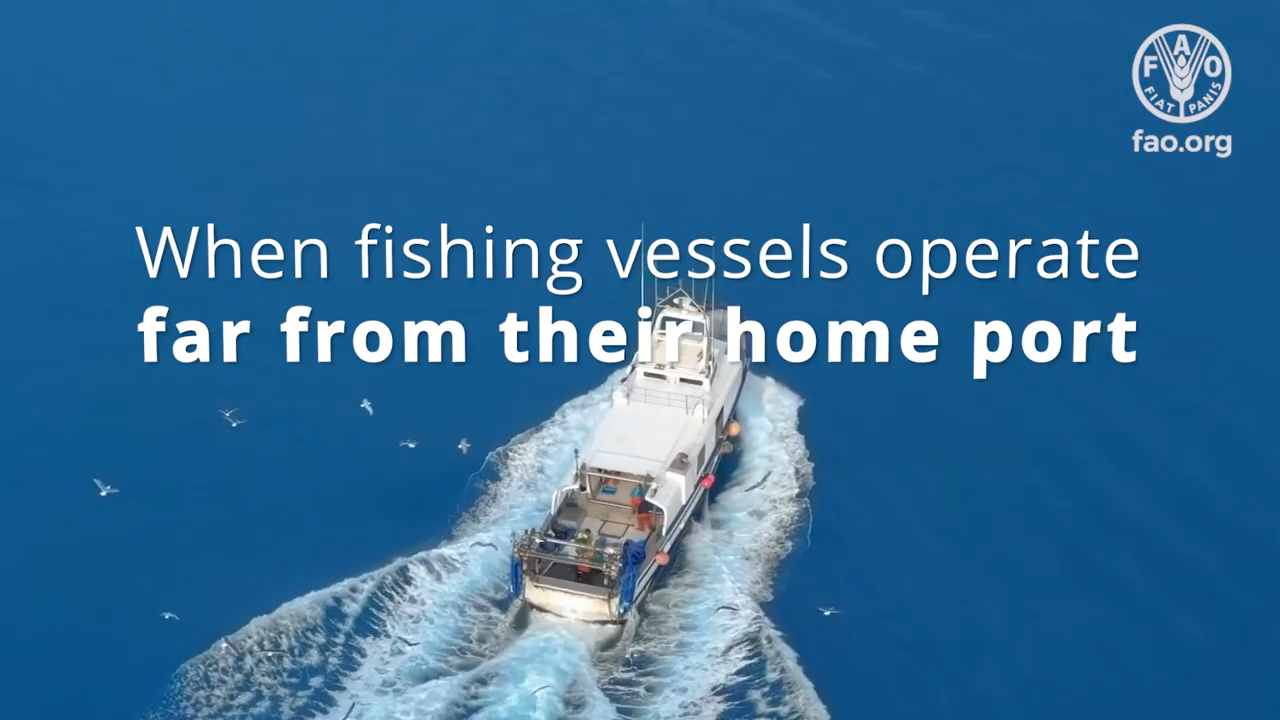 FAO
FIAT PANIS
fao.org
When fishing vessels operate
far from their home port